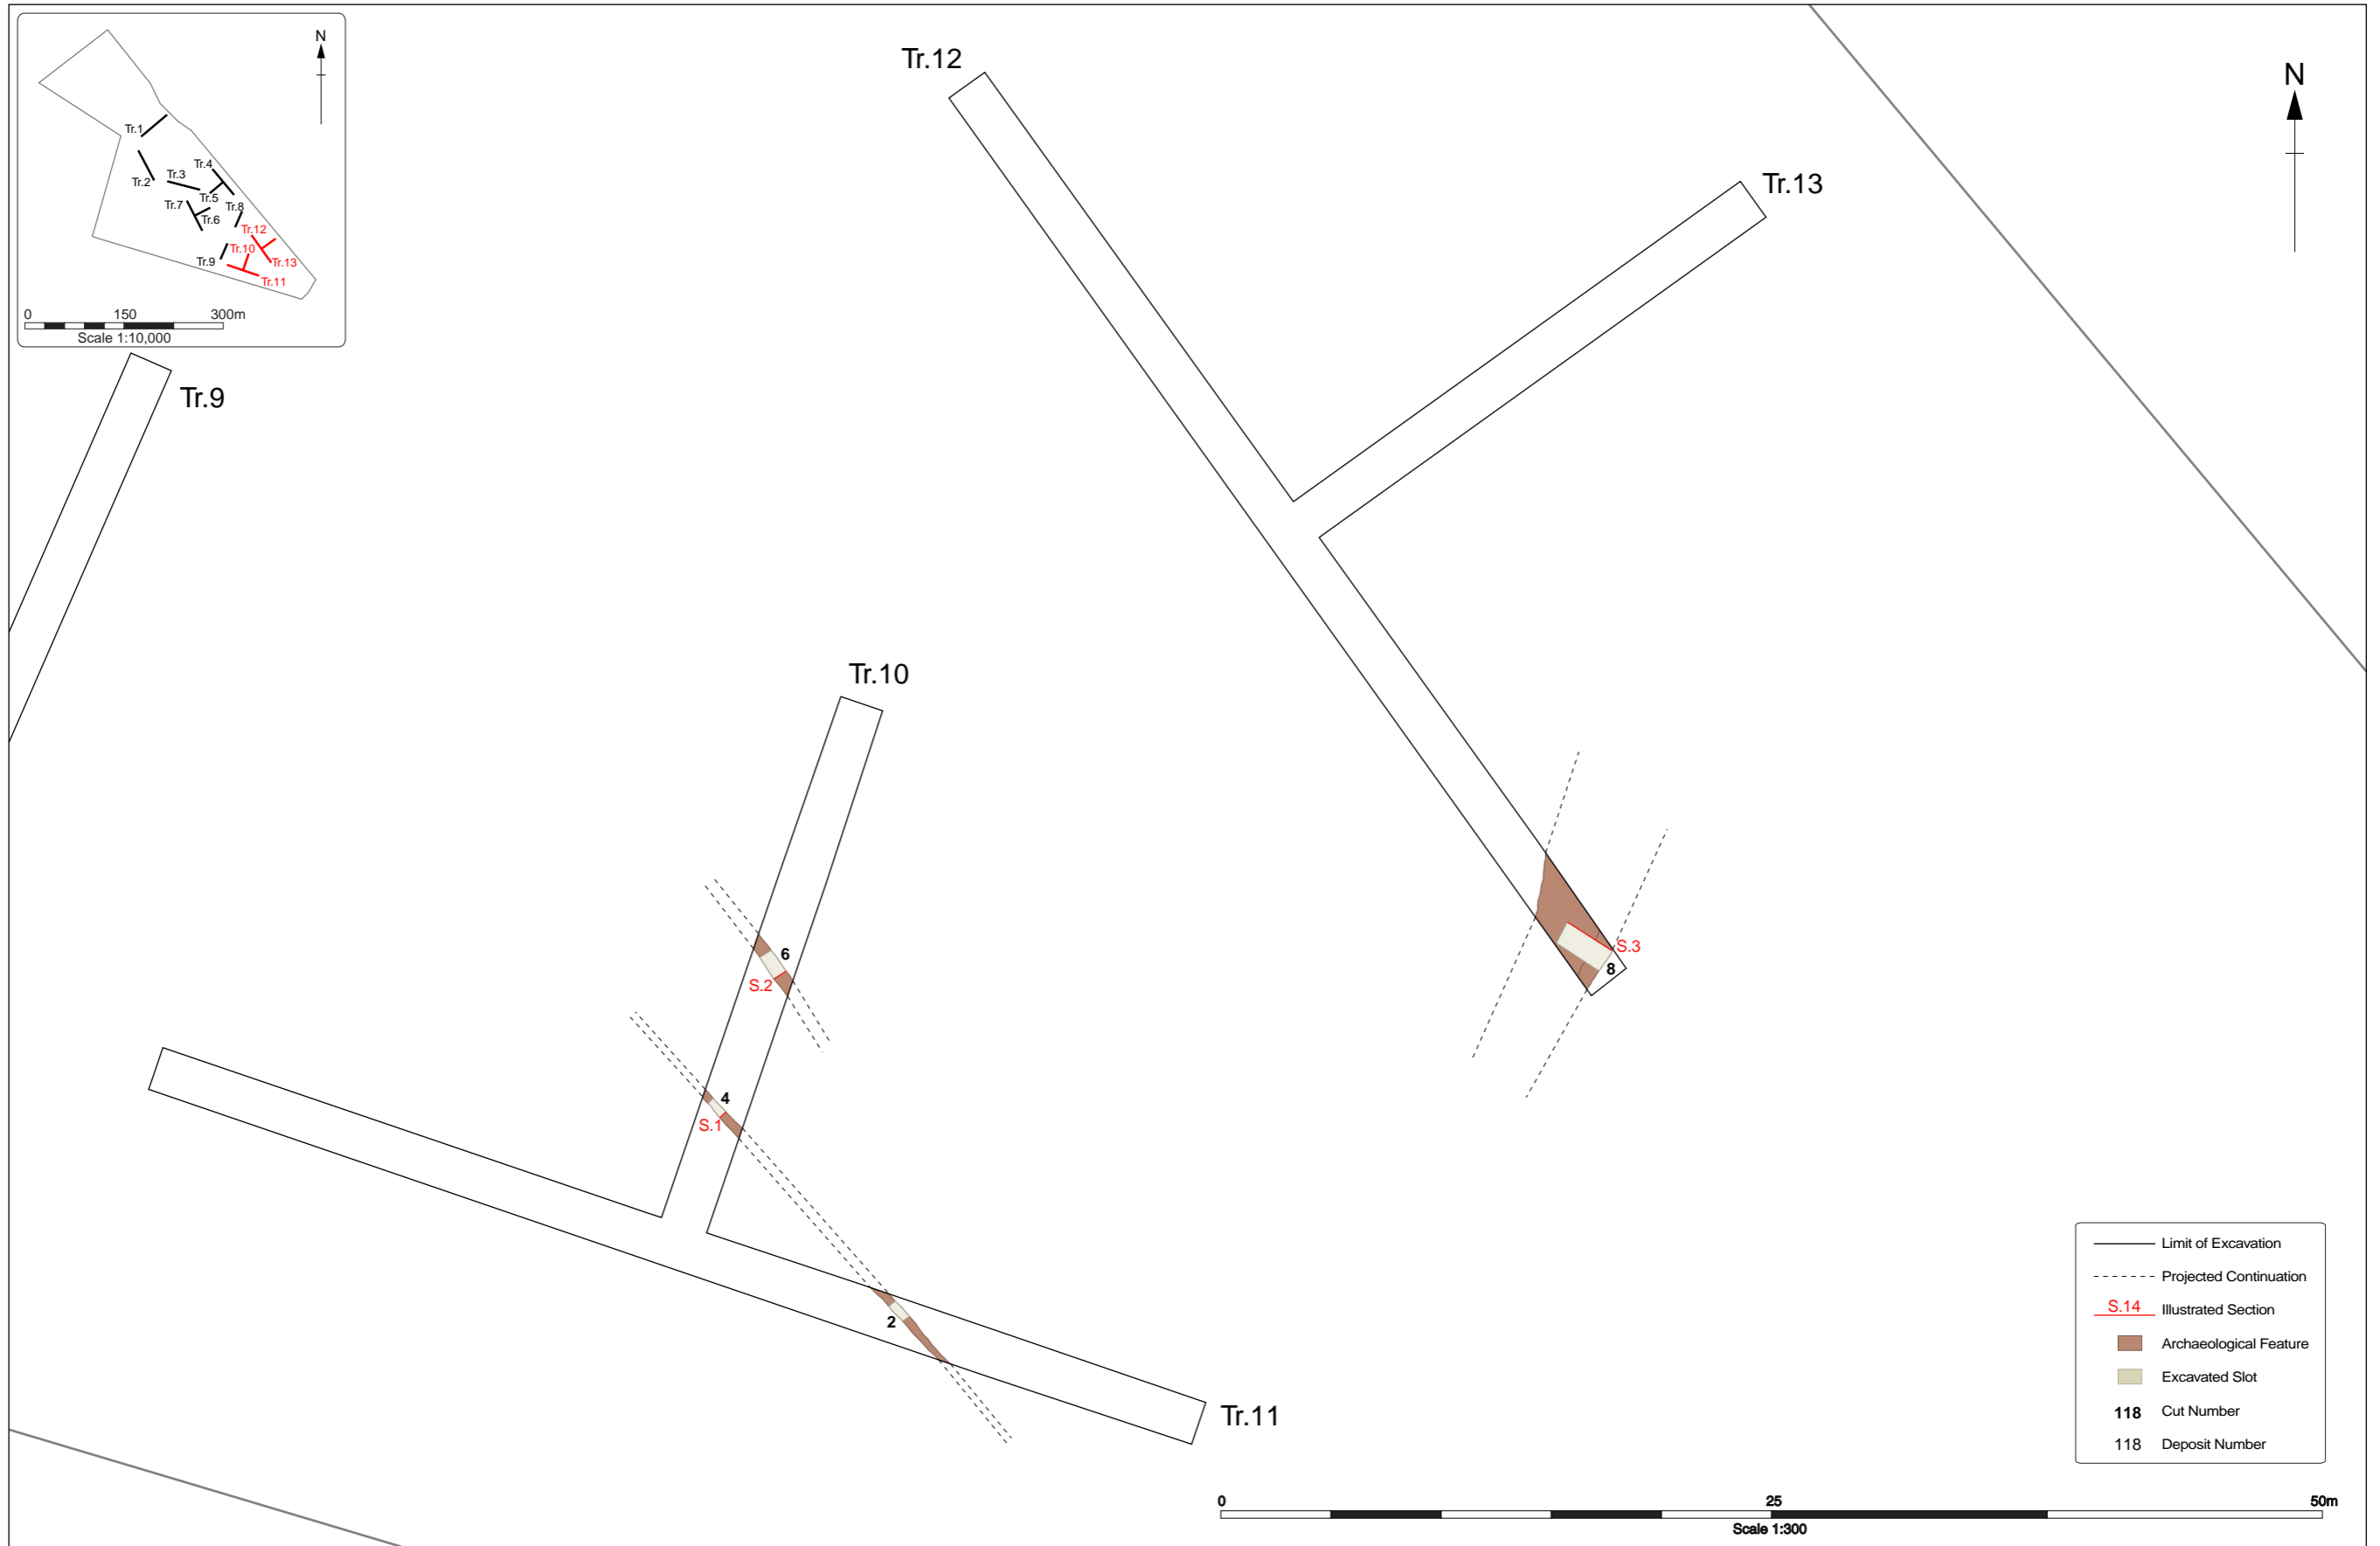 N
Tr.1
Tr.2
Tr.3
Tr.4
Tr.5
Tr.7
Tr.6
Tr.8
Tr.12
Tr.10
Tr.9
Tr.13
Tr.11
0 150 300m
Scale 1:10,000
Tr.12
N
Tr.13
Tr.9
Tr.10
6
S.2
S.3
8
4
S.1
2
Tr.11
Limit of Excavation
Projected Continuation
S.14 Illustrated Section
Archaeological Feature
Excavated Slot
118 Cut Number
118 Deposit Number
0 25 50m
Scale 1:300